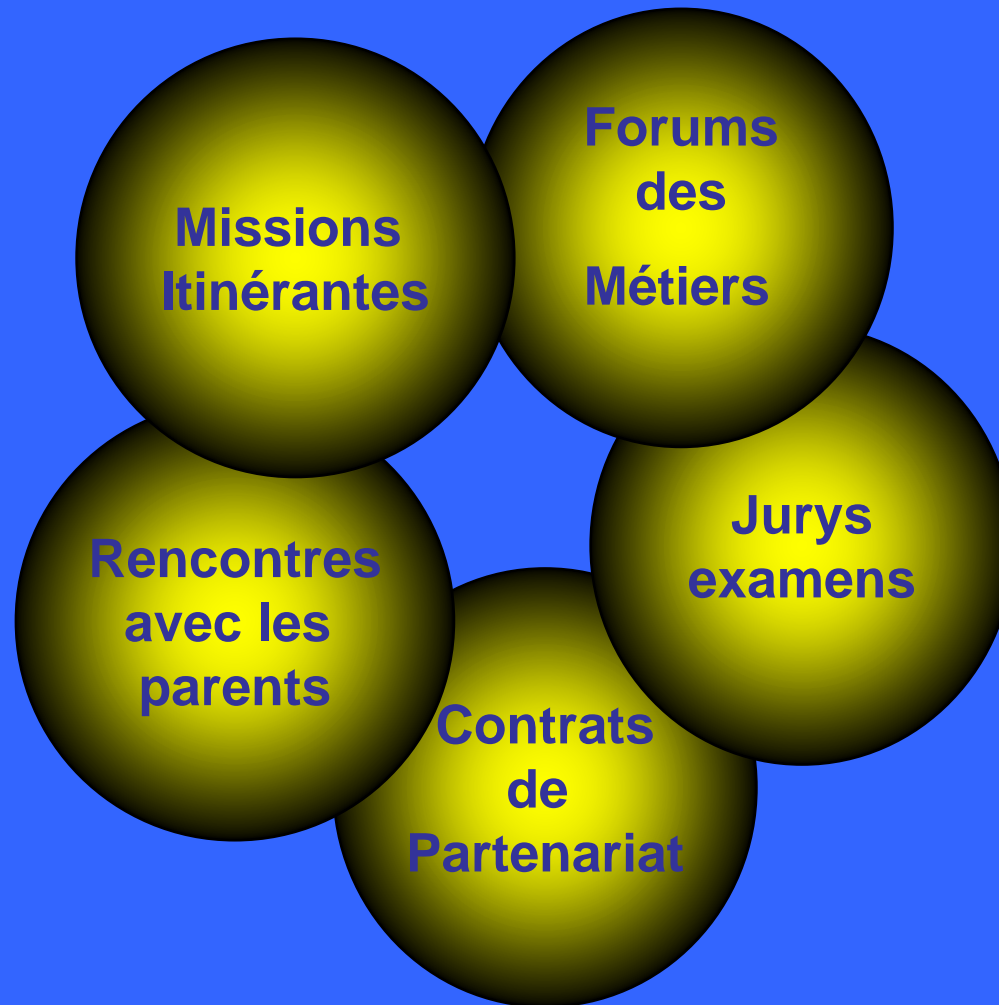 Missions
Itinérantes
Forums
des
Métiers
Jurys
examens
Rencontres
avec les
parents
Contrats
de
Partenariat